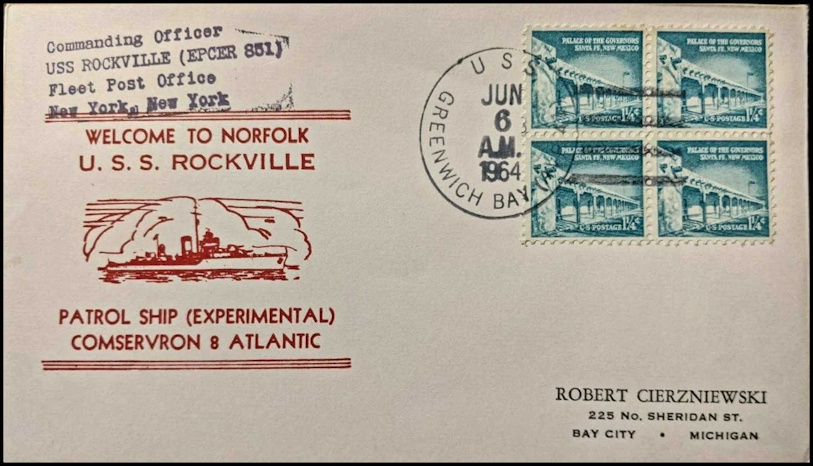 Commanding Officer
USS ROCKVILLE (EPCER 851)
Fleet Post Office
New York, New York
WELCOME TO NORFOLK
U. S. S. ROCKVILLE
PATROL SHIP (EXPERIMENTAL)
COMSERVRON 8 ATLANTIC
USS
GREENWICH BAY
JUN
6
A.M.
1964
PALACE OF THE GOVERNORS
SANTA FE, NEW MEXICO
U·S·POSTAGE 1¼¢
PALACE OF THE GOVERNORS
SANTA FE, NEW MEXICO
U·S·POSTAGE 1¼¢
PALACE OF THE GOVERNORS
SANTA FE, NEW MEXICO
U·S·POSTAGE 1¼¢
PALACE OF THE GOVERNORS
SANTA FE, NEW MEXICO
U·S·POSTAGE 1¼¢
ROBERT CIERZNIEWSKI
225 NO. SHERIDAN ST.
BAY CITY • MICHIGAN